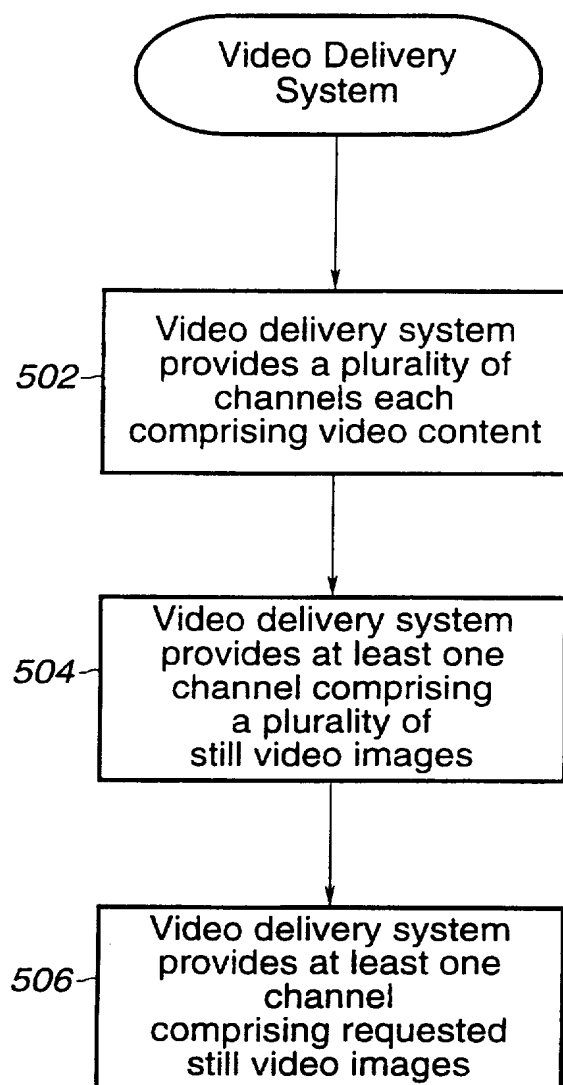 Video Delivery
System
502
Video delivery system
provides a plurality of
channels each
comprising video content
504
Video delivery system
provides at least one
channel comprising
a plurality of
still video images
506
Video delivery system
provides at least one
channel
comprising requested
still video images